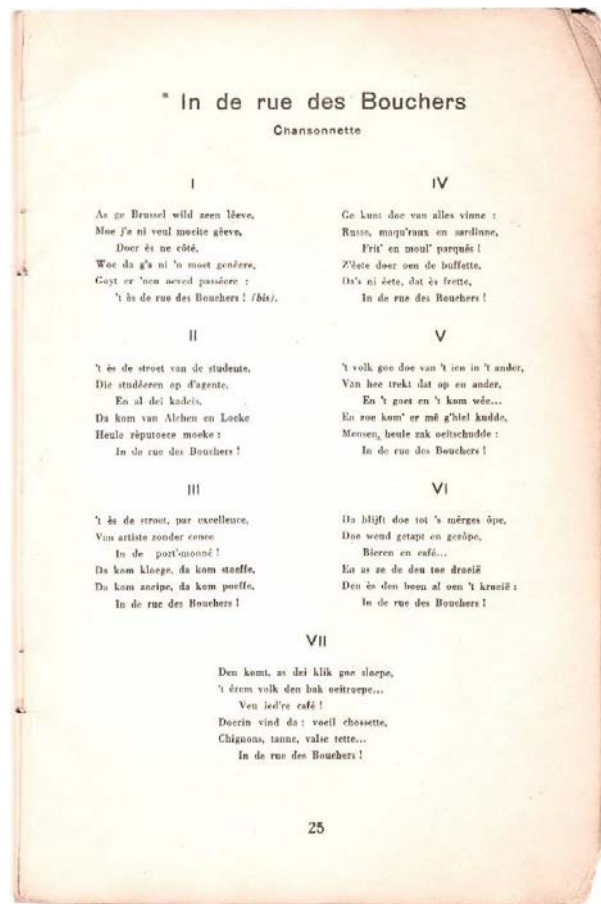 * In de rue des Bouchers
Chansonnette
I
As ge Brussel wild zeen lêeve,
Moe j'a ni veul moeite gêeve,
Doer ès ne côté,
Woe da g'a ni 'n moet genêere,
Goyt er 'nen neved passêere :
't ès de rue des Bouchers ! (bis).
II
't ès de stroet van de studente,
Die studêeren op d'agente,
En al dei kadeis,
Da kom van Alchen en Locke
Heule rèputoece moeke :
In de rue des Bouchers !
III
't ès de stroet, par excellence,
Von artiste zonder cence
In de port'-monné !
Da kom kloege, da kom stoeffe,
Da kom zneipe, da kom poeffe,
In de rue des Bouchers !
IV
Ge kunt doe van alles vinne :
Russe, maqu'raux en sardinne,
Frit' en moul' parqués !
Z'êete doer oen de buffette,
Da's ni êete, dat ès frette,
In de rue des Bouchers !
V
't volk goe doe van 't ien in 't ander,
Van hee trekt dat op en ander,
En 't goet en 't kom wêe...
En zoe kom' er mê g'hiel kudde,
Mensen, heule zak oeitschudde :
In de rue des Bouchers !
VI
Da blijft doe tot 's mêrges ôpe,
Doe wend getapt en gezôpe,
Bieren en café...
En as ze de den toe droeië
Den ès den boen al oen 't kroeië :
In de rue des Bouchers !
VII
Den komt, as dei klik goe sloepe,
't êrem volk den bak oeitroepe...
Veu ied're café !
Doerin vind da : voeil chossette,
Chignons, tanne, valse tette...
In de rue des Bouchers !
25